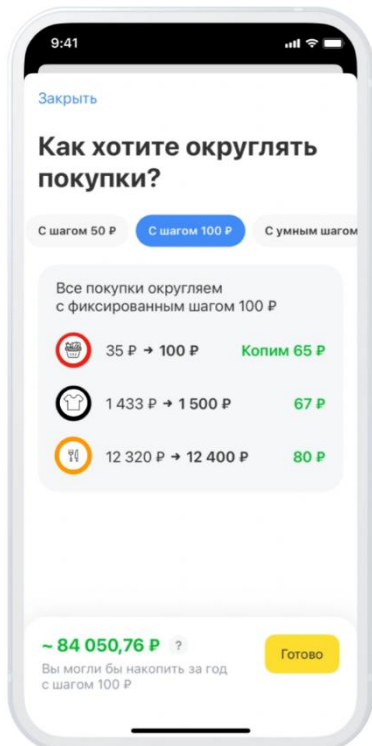 9:41
Закрыть
Как хотите округлять
покупки?
С шагом 50 ₽ С шагом 100 ₽ С умным шагом
Все покупки округляем
с фиксированным шагом 100 ₽
35 ₽ → 100 ₽ Копим 65 ₽
1 433 ₽ → 1 500 ₽ 67 ₽
12 320 ₽ → 12 400 ₽ 80 ₽
~ 84 050,76 ₽ ?
Вы могли бы накопить за год
с шагом 100 ₽
Готово